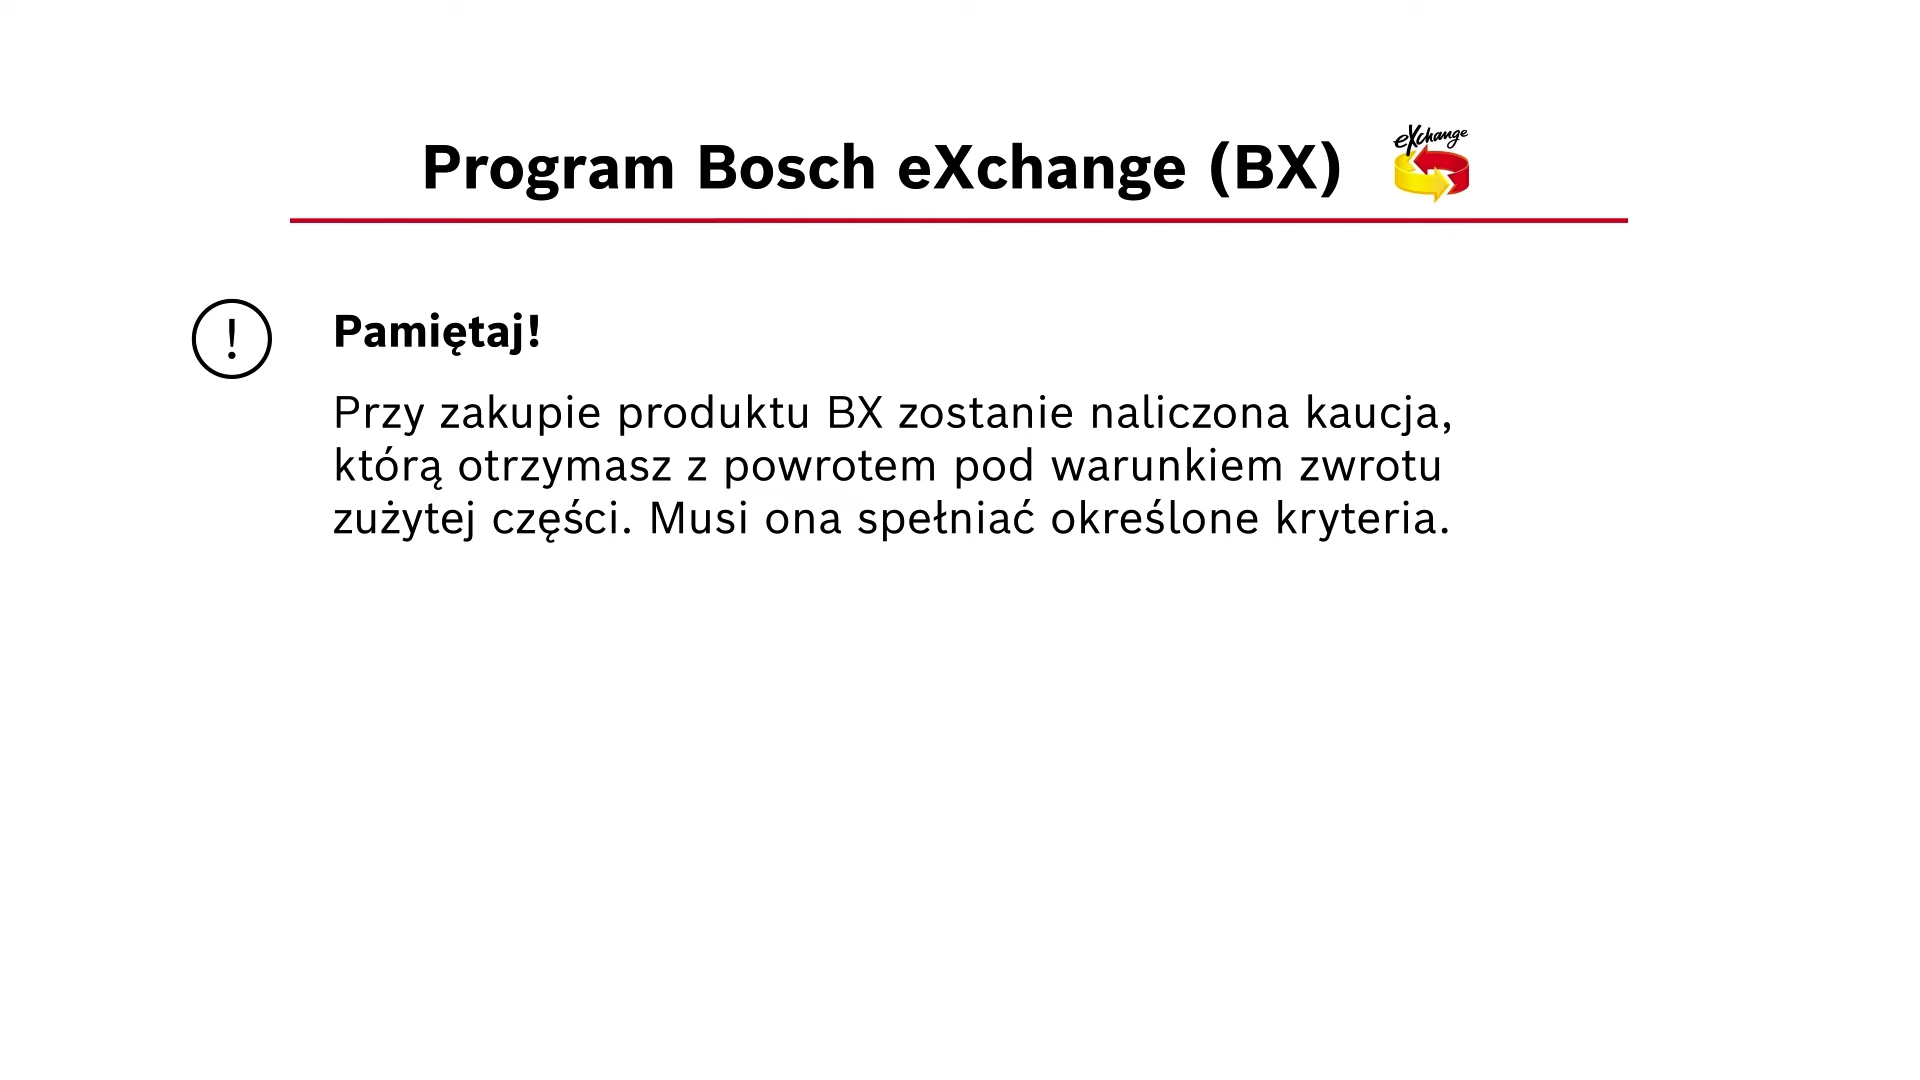 Program Bosch eXchange (BX)
eXchange
!
Pamiętaj!
Przy zakupie produktu BX zostanie naliczona kaucja,
którą otrzymasz z powrotem pod warunkiem zwrotu
zużytej części. Musi ona spełniać określone kryteria.